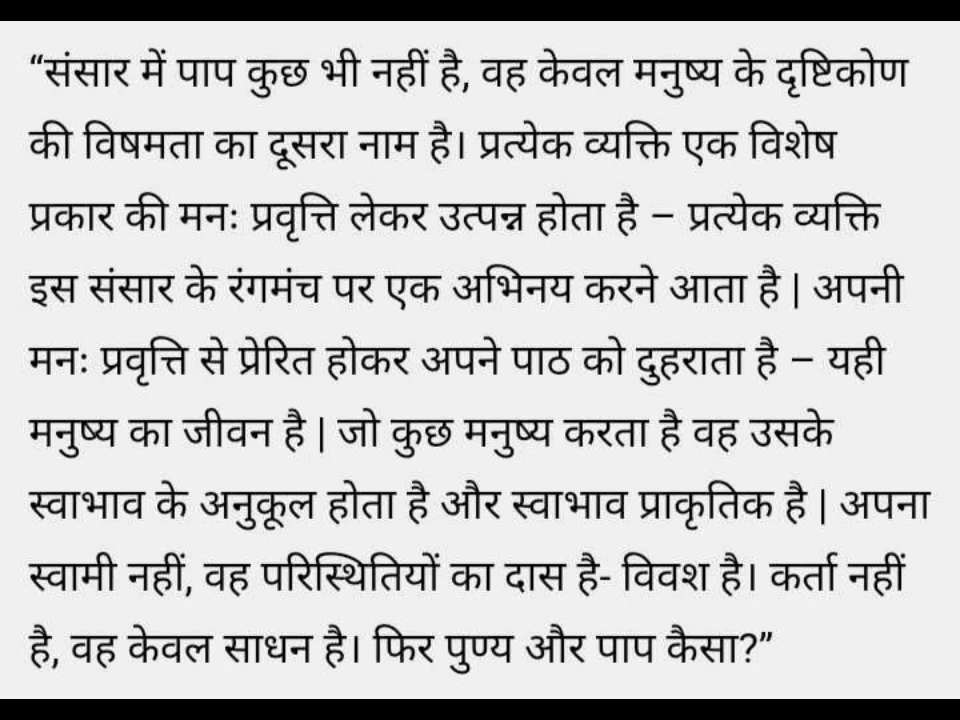 “संसार में पाप कुछ भी नहीं है, वह केवल मनुष्य के दृष्टिकोण
की विषमता का दूसरा नाम है। प्रत्येक व्यक्ति एक विशेष
प्रकार की मनः प्रवृत्ति लेकर उत्पन्न होता है – प्रत्येक व्यक्ति
इस संसार के रंगमंच पर एक अभिनय करने आता है | अपनी
मनः प्रवृत्ति से प्रेरित होकर अपने पाठ को दुहराता है – यही
मनुष्य का जीवन है | जो कुछ मनुष्य करता है वह उसके
स्वाभाव के अनुकूल होता है और स्वाभाव प्राकृतिक है | अपना
स्वामी नहीं, वह परिस्थितियों का दास है- विवश है। कर्ता नहीं
है, वह केवल साधन है। फिर पुण्य और पाप कैसा?”